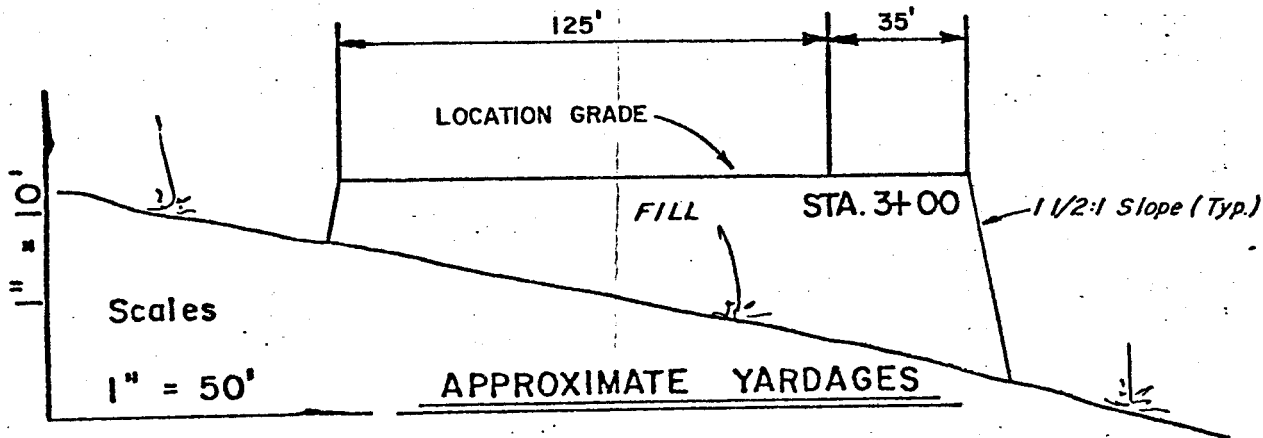 125'
35'
LOCATION GRADE
1" = 10'
FILL
STA. 3+00
1 1/2:1 Slope (Typ.)
Scales
1" = 50'
APPROXIMATE YARDAGES